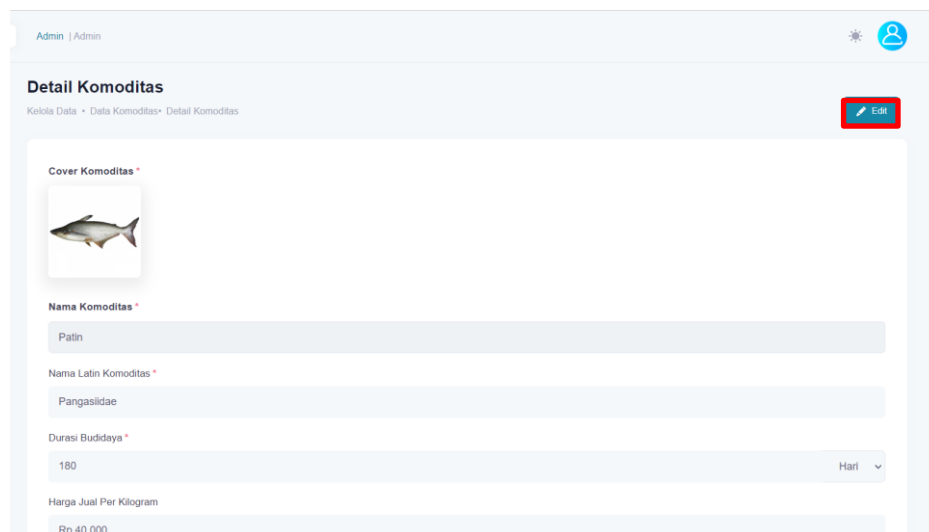 Admin | Admin
Detail Komoditas
Kelola Data • Data Komoditas• Detail Komoditas
Edit
Cover Komoditas *
Nama Komoditas *
Patin
Nama Latin Komoditas *
Pangasiidae
Durasi Budidaya *
180 Hari
Harga Jual Per Kilogram
Rp 40.000